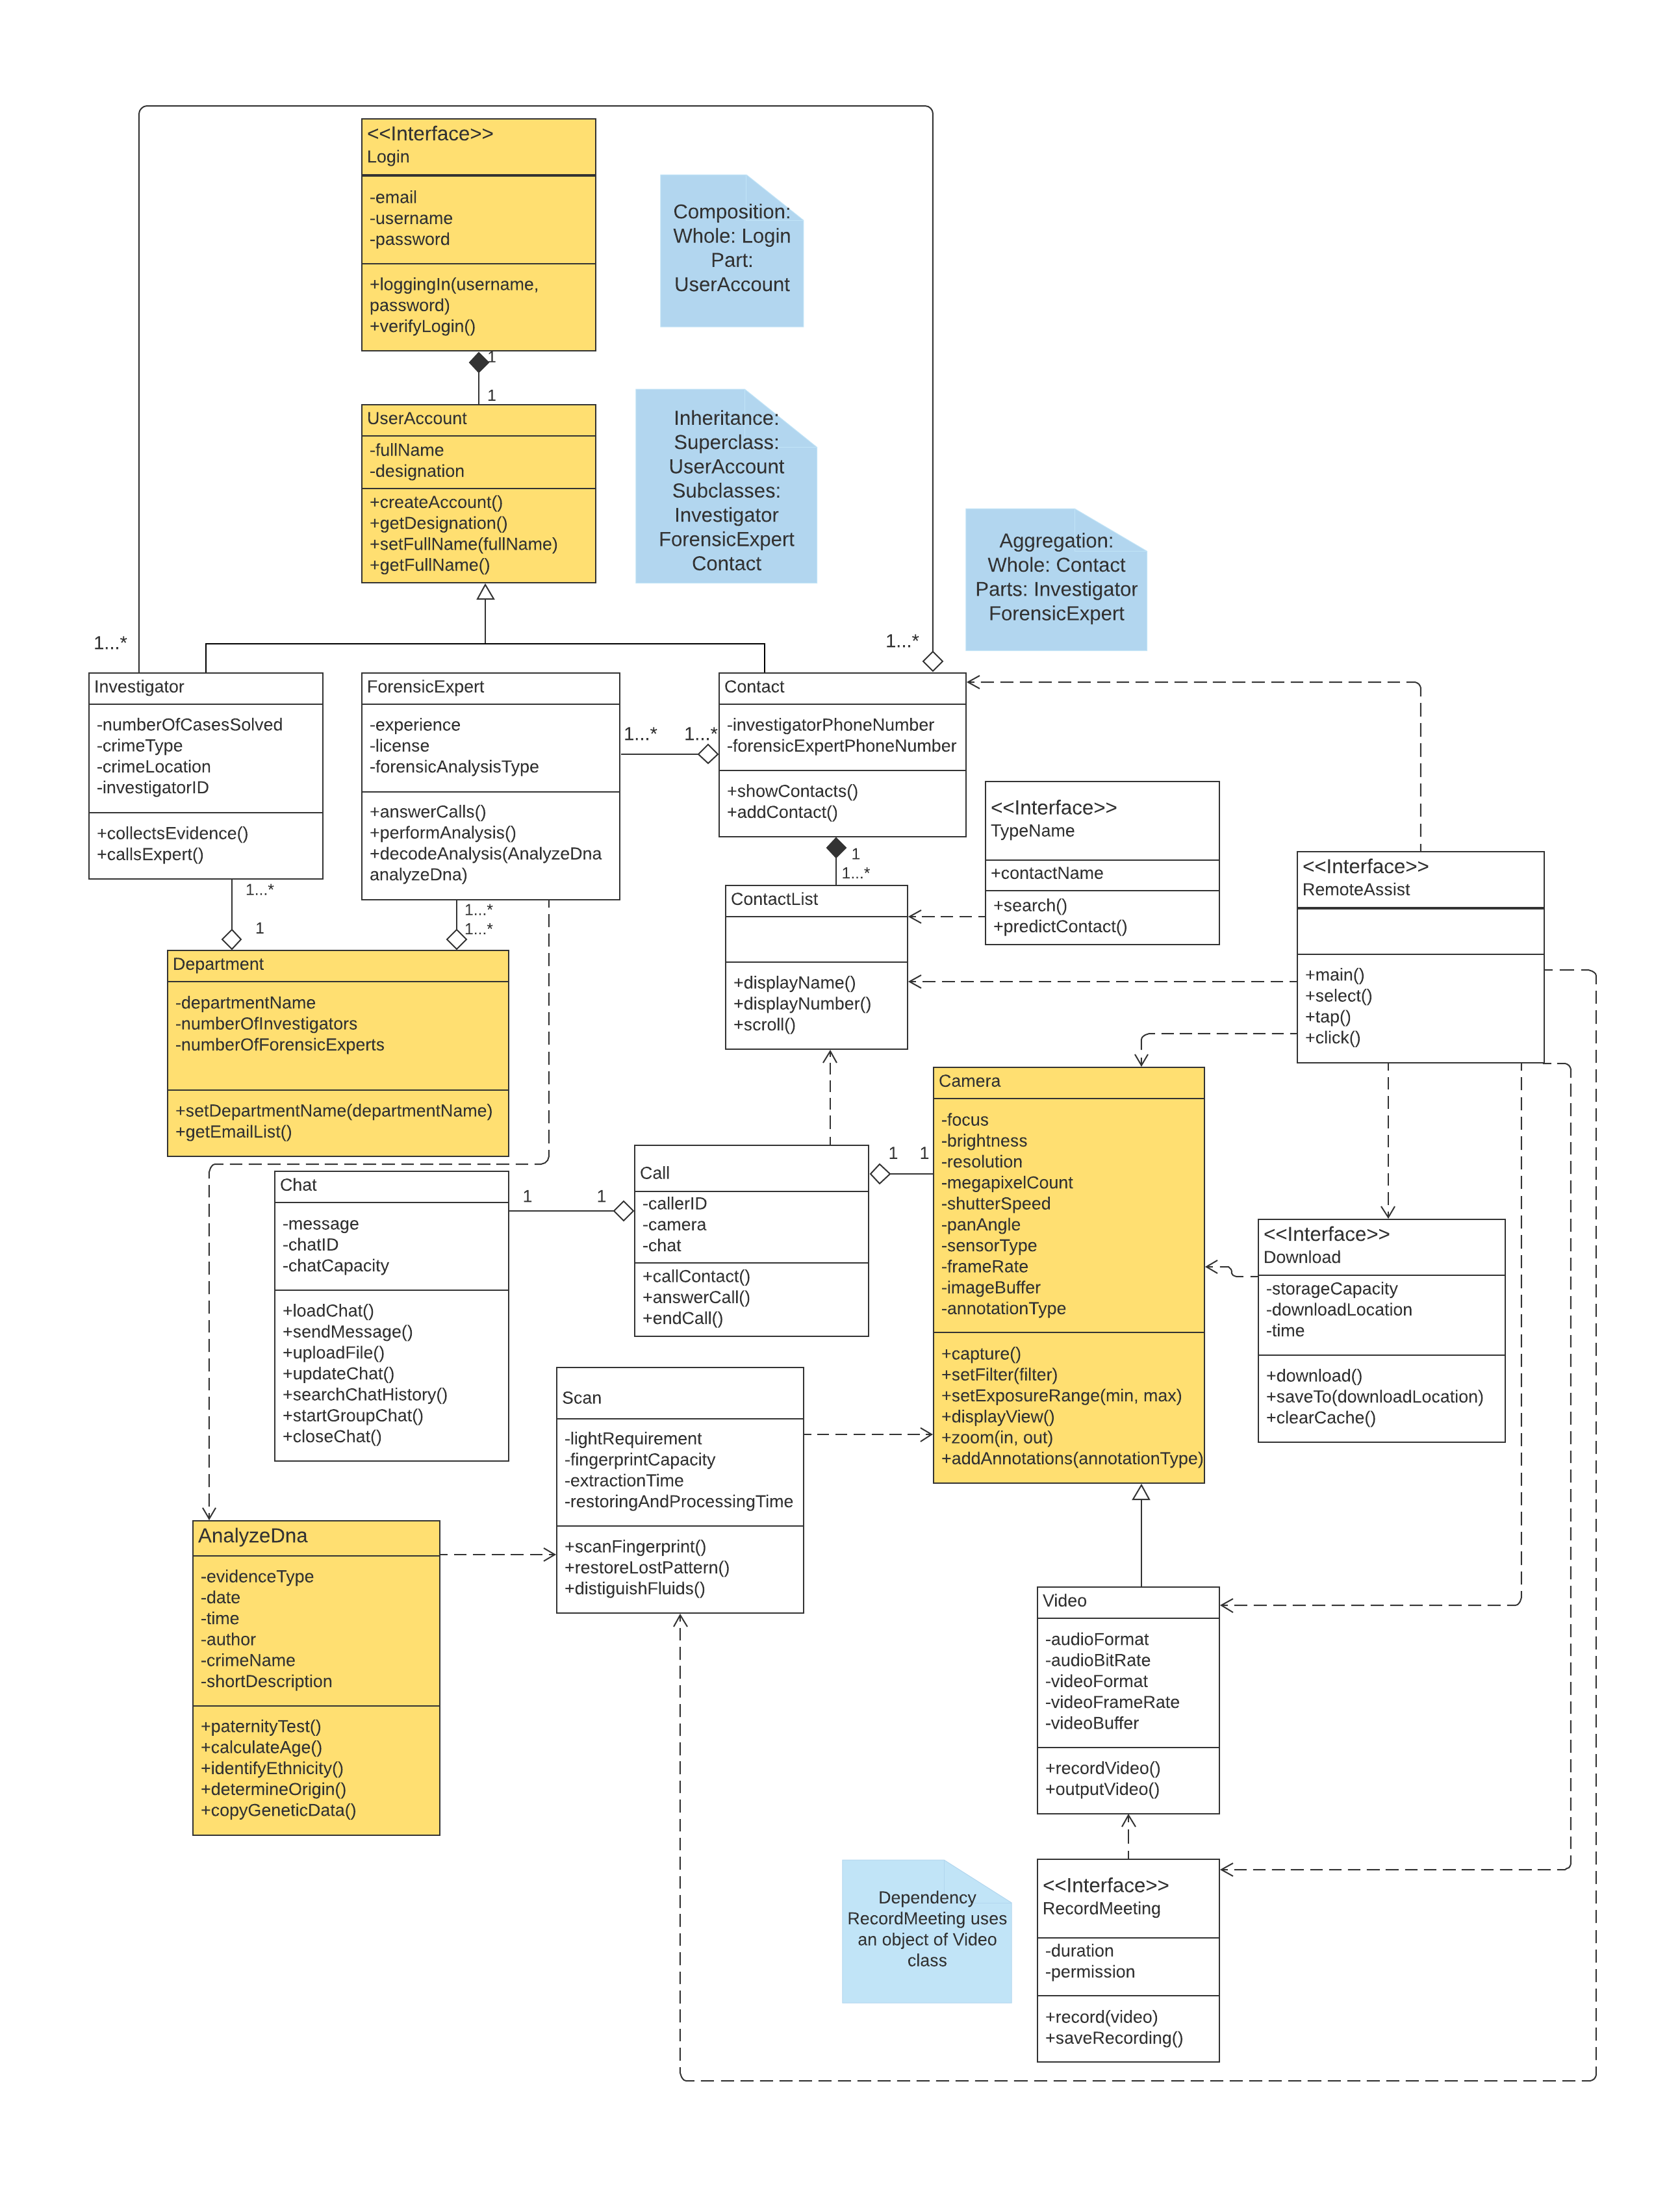 <<Interface>>
Login
-email
-username
-password
+loggingIn(username,
password)
+verifyLogin()
Composition:
Whole: Login
Part:
UserAccount
1
1
UserAccount
-fullName
-designation
+createAccount()
+getDesignation()
+setFullName(fullName)
+getFullName()
Inheritance:
Superclass:
UserAccount
Subclasses:
Investigator
ForensicExpert
Contact
Aggregation:
Whole: Contact
Parts: Investigator
ForensicExpert
1...*
1...*
Investigator
-numberOfCasesSolved
-crimeType
-crimeLocation
-investigatorID
+collectsEvidence()
+callsExpert()
ForensicExpert
-experience
-license
-forensicAnalysisType
+answerCalls()
+performAnalysis()
+decodeAnalysis(AnalyzeDna
analyzeDna)
1...*
1...*
Contact
-investigatorPhoneNumber
-forensicExpertPhoneNumber
+showContacts()
+addContact()
1
1...*
<<Interface>>
TypeName
+contactName
+search()
+predictContact()
<<Interface>>
RemoteAssist
+main()
+select()
+tap()
+click()
1...*
1
1...*
1...*
ContactList
+displayName()
+displayNumber()
+scroll()
Department
-departmentName
-numberOfInvestigators
-numberOfForensicExperts
+setDepartmentName(departmentName)
+getEmailList()
Camera
-focus
-brightness
-resolution
-megapixelCount
-shutterSpeed
-panAngle
-sensorType
-frameRate
-imageBuffer
-annotationType
+capture()
+setFilter(filter)
+setExposureRange(min, max)
+displayView()
+zoom(in, out)
+addAnnotations(annotationType)
Call
-callerID
-camera
-chat
+callContact()
+answerCall()
+endCall()
1
1
1
1
Chat
-message
-chatID
-chatCapacity
+loadChat()
+sendMessage()
+uploadFile()
+updateChat()
+searchChatHistory()
+startGroupChat()
+closeChat()
<<Interface>>
Download
-storageCapacity
-downloadLocation
-time
+download()
+saveTo(downloadLocation)
+clearCache()
Scan
-lightRequirement
-fingerprintCapacity
-extractionTime
-restoringAndProcessingTime
+scanFingerprint()
+restoreLostPattern()
+distiguishFluids()
AnalyzeDna
-evidenceType
-date
-time
-author
-crimeName
-shortDescription
+paternityTest()
+calculateAge()
+identifyEthnicity()
+determineOrigin()
+copyGeneticData()
Video
-audioFormat
-audioBitRate
-videoFormat
-videoFrameRate
-videoBuffer
+recordVideo()
+outputVideo()
Dependency
RecordMeeting uses
an object of Video
class
<<Interface>>
RecordMeeting
-duration
-permission
+record(video)
+saveRecording()